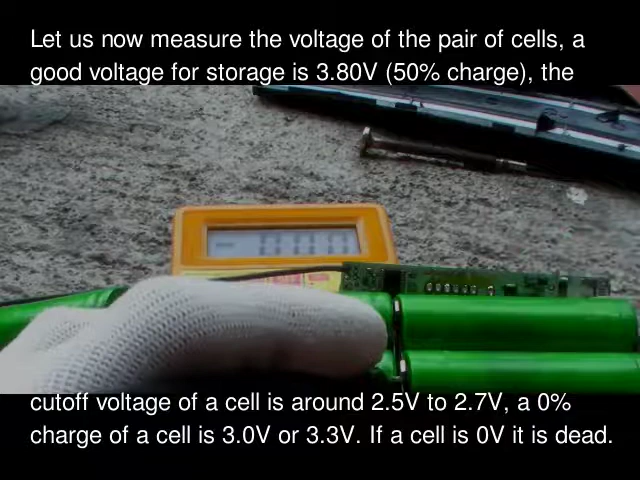 Let us now measure the voltage of the pair of cells, a
good voltage for storage is 3.80V (50% charge), the
cutoff voltage of a cell is around 2.5V to 2.7V, a 0%
charge of a cell is 3.0V or 3.3V. If a cell is 0V it is dead.